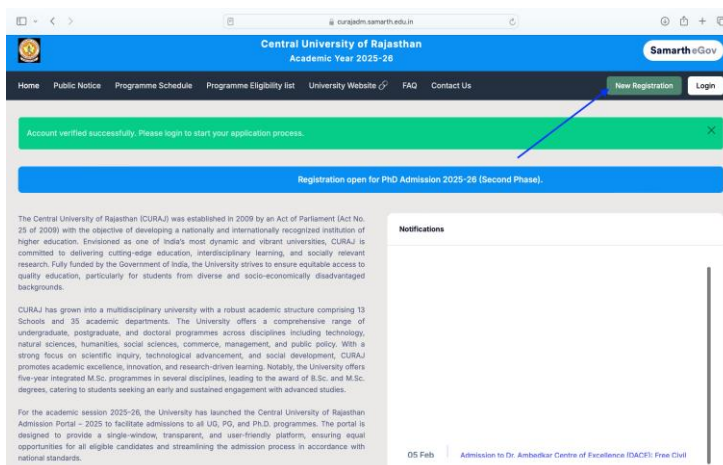 curajadm.samarth.edu.in
Central University of Rajasthan
Academic Year 2025-26
Samarth eGov
Home Public Notice Programme Schedule Programme Eligibility list University Website FAQ Contact Us New Registration Login
Account verified successfully. Please login to start your application process.
Registration open for PhD Admission 2025-26 (Second Phase).
The Central University of Rajasthan (CURAJ) was established in 2009 by an Act of Parliament (Act No.
25 of 2009) with the objective of developing a nationally and internationally recognized institution of
higher education. Envisioned as one of India's most dynamic and vibrant universities, CURAJ is
committed to delivering cutting-edge education, interdisciplinary learning, and socially relevant
research. Fully funded by the Government of India, the University strives to ensure equitable access to
quality education, particularly for students from diverse and socio-economically disadvantaged
backgrounds.
CURAJ has grown into a multidisciplinary university with a robust academic structure comprising 13
Schools and 35 academic departments. The University offers a comprehensive range of
undergraduate, postgraduate, and doctoral programmes across disciplines including technology,
natural sciences, humanities, social sciences, commerce, management, and public policy. With a
strong focus on scientific inquiry, technological advancement, and social development, CURAJ
promotes academic excellence, innovation, and research-driven learning. Notably, the University offers
five-year integrated M.Sc. programmes in several disciplines, leading to the award of B.Sc. and M.Sc.
degrees, catering to students seeking an early and sustained engagement with advanced studies.
For the academic session 2025-26, the University has launched the Central University of Rajasthan
Admission Portal – 2025 to facilitate admissions to all UG, PG, and Ph.D. programmes. The portal is
designed to provide a single-window, transparent, and user-friendly platform, ensuring equal
opportunities for all eligible candidates and streamlining the admission process in accordance with
national standards.
Notifications
05 Feb Admission to Dr. Ambedkar Centre of Excellence (DACE): Free Civil